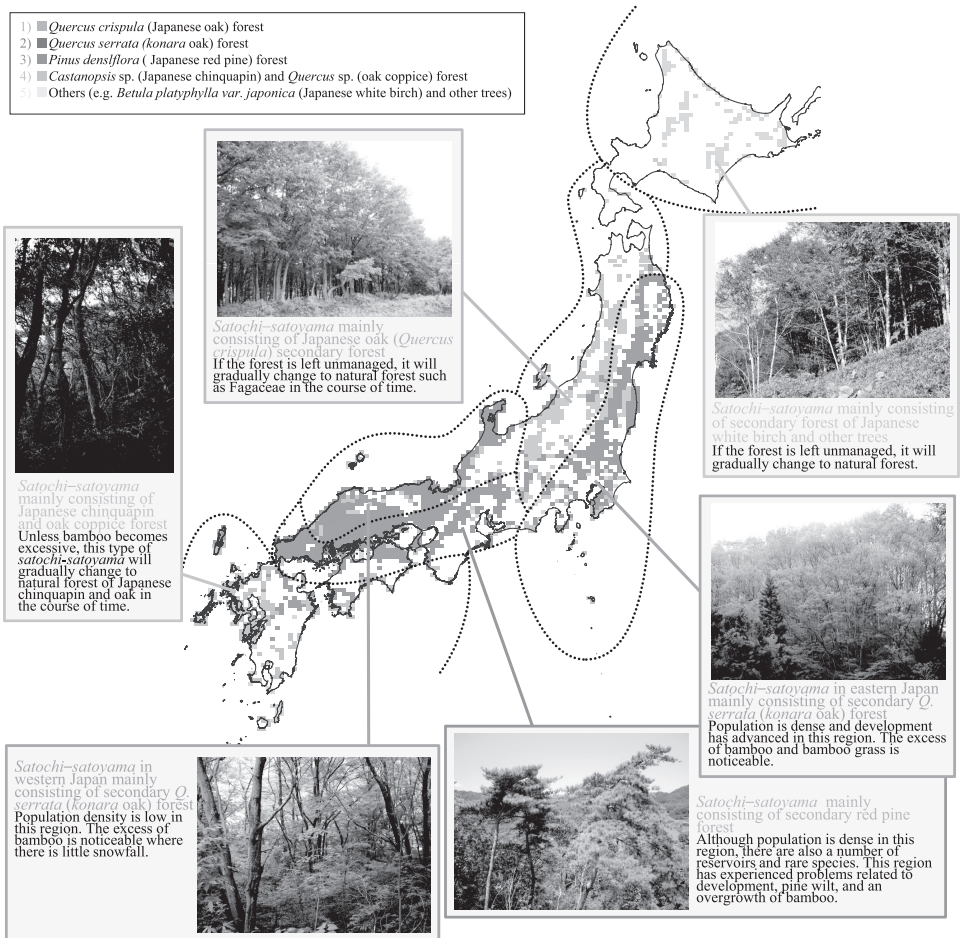 1) Quercus crispula (Japanese oak) forest
2) Quercus serrata (konara oak) forest
3) Pinus denslflora ( Japanese red pine) forest
4) Castanopsis sp. (Japanese chinquapin) and Quercus sp. (oak coppice) forest
5) Others (e.g. Betula platyphylla var. japonica (Japanese white birch) and other trees)
Satochi–satoyama mainly
consisting of Japanese oak (Quercus
crispula) secondary forest
If the forest is left unmanaged, it will
gradually change to natural forest such
as Fagaceae in the course of time.
Satochi–satoyama mainly consisting
of secondary forest of Japanese
white birch and other trees
If the forest is left unmanaged, it will
gradually change to natural forest.
Satochi–satoyama
mainly consisting of
Japanese chinquapin
and oak coppice forest
Unless bamboo becomes
excessive, this type of
satochi-satoyama will
gradually change to
natural forest of Japanese
chinquapin and oak in
the course of time.
Satochi–satoyama in eastern Japan
mainly consisting of secondary Q.
serrata (konara oak) forest
Population is dense and development
has advanced in this region. The excess
of bamboo and bamboo grass is
noticeable.
Satochi–satoyama in
western Japan mainly
consisting of secondary Q.
serrata (konara oak) forest
Population density is low in
this region. The excess of
bamboo is noticeable where
there is little snowfall.
Satochi–satoyama mainly
consisting of secondary red pine
forest
Although population is dense in this
region, there are also a number of
reservoirs and rare species. This region
has experienced problems related to
development, pine wilt, and an
overgrowth of bamboo.